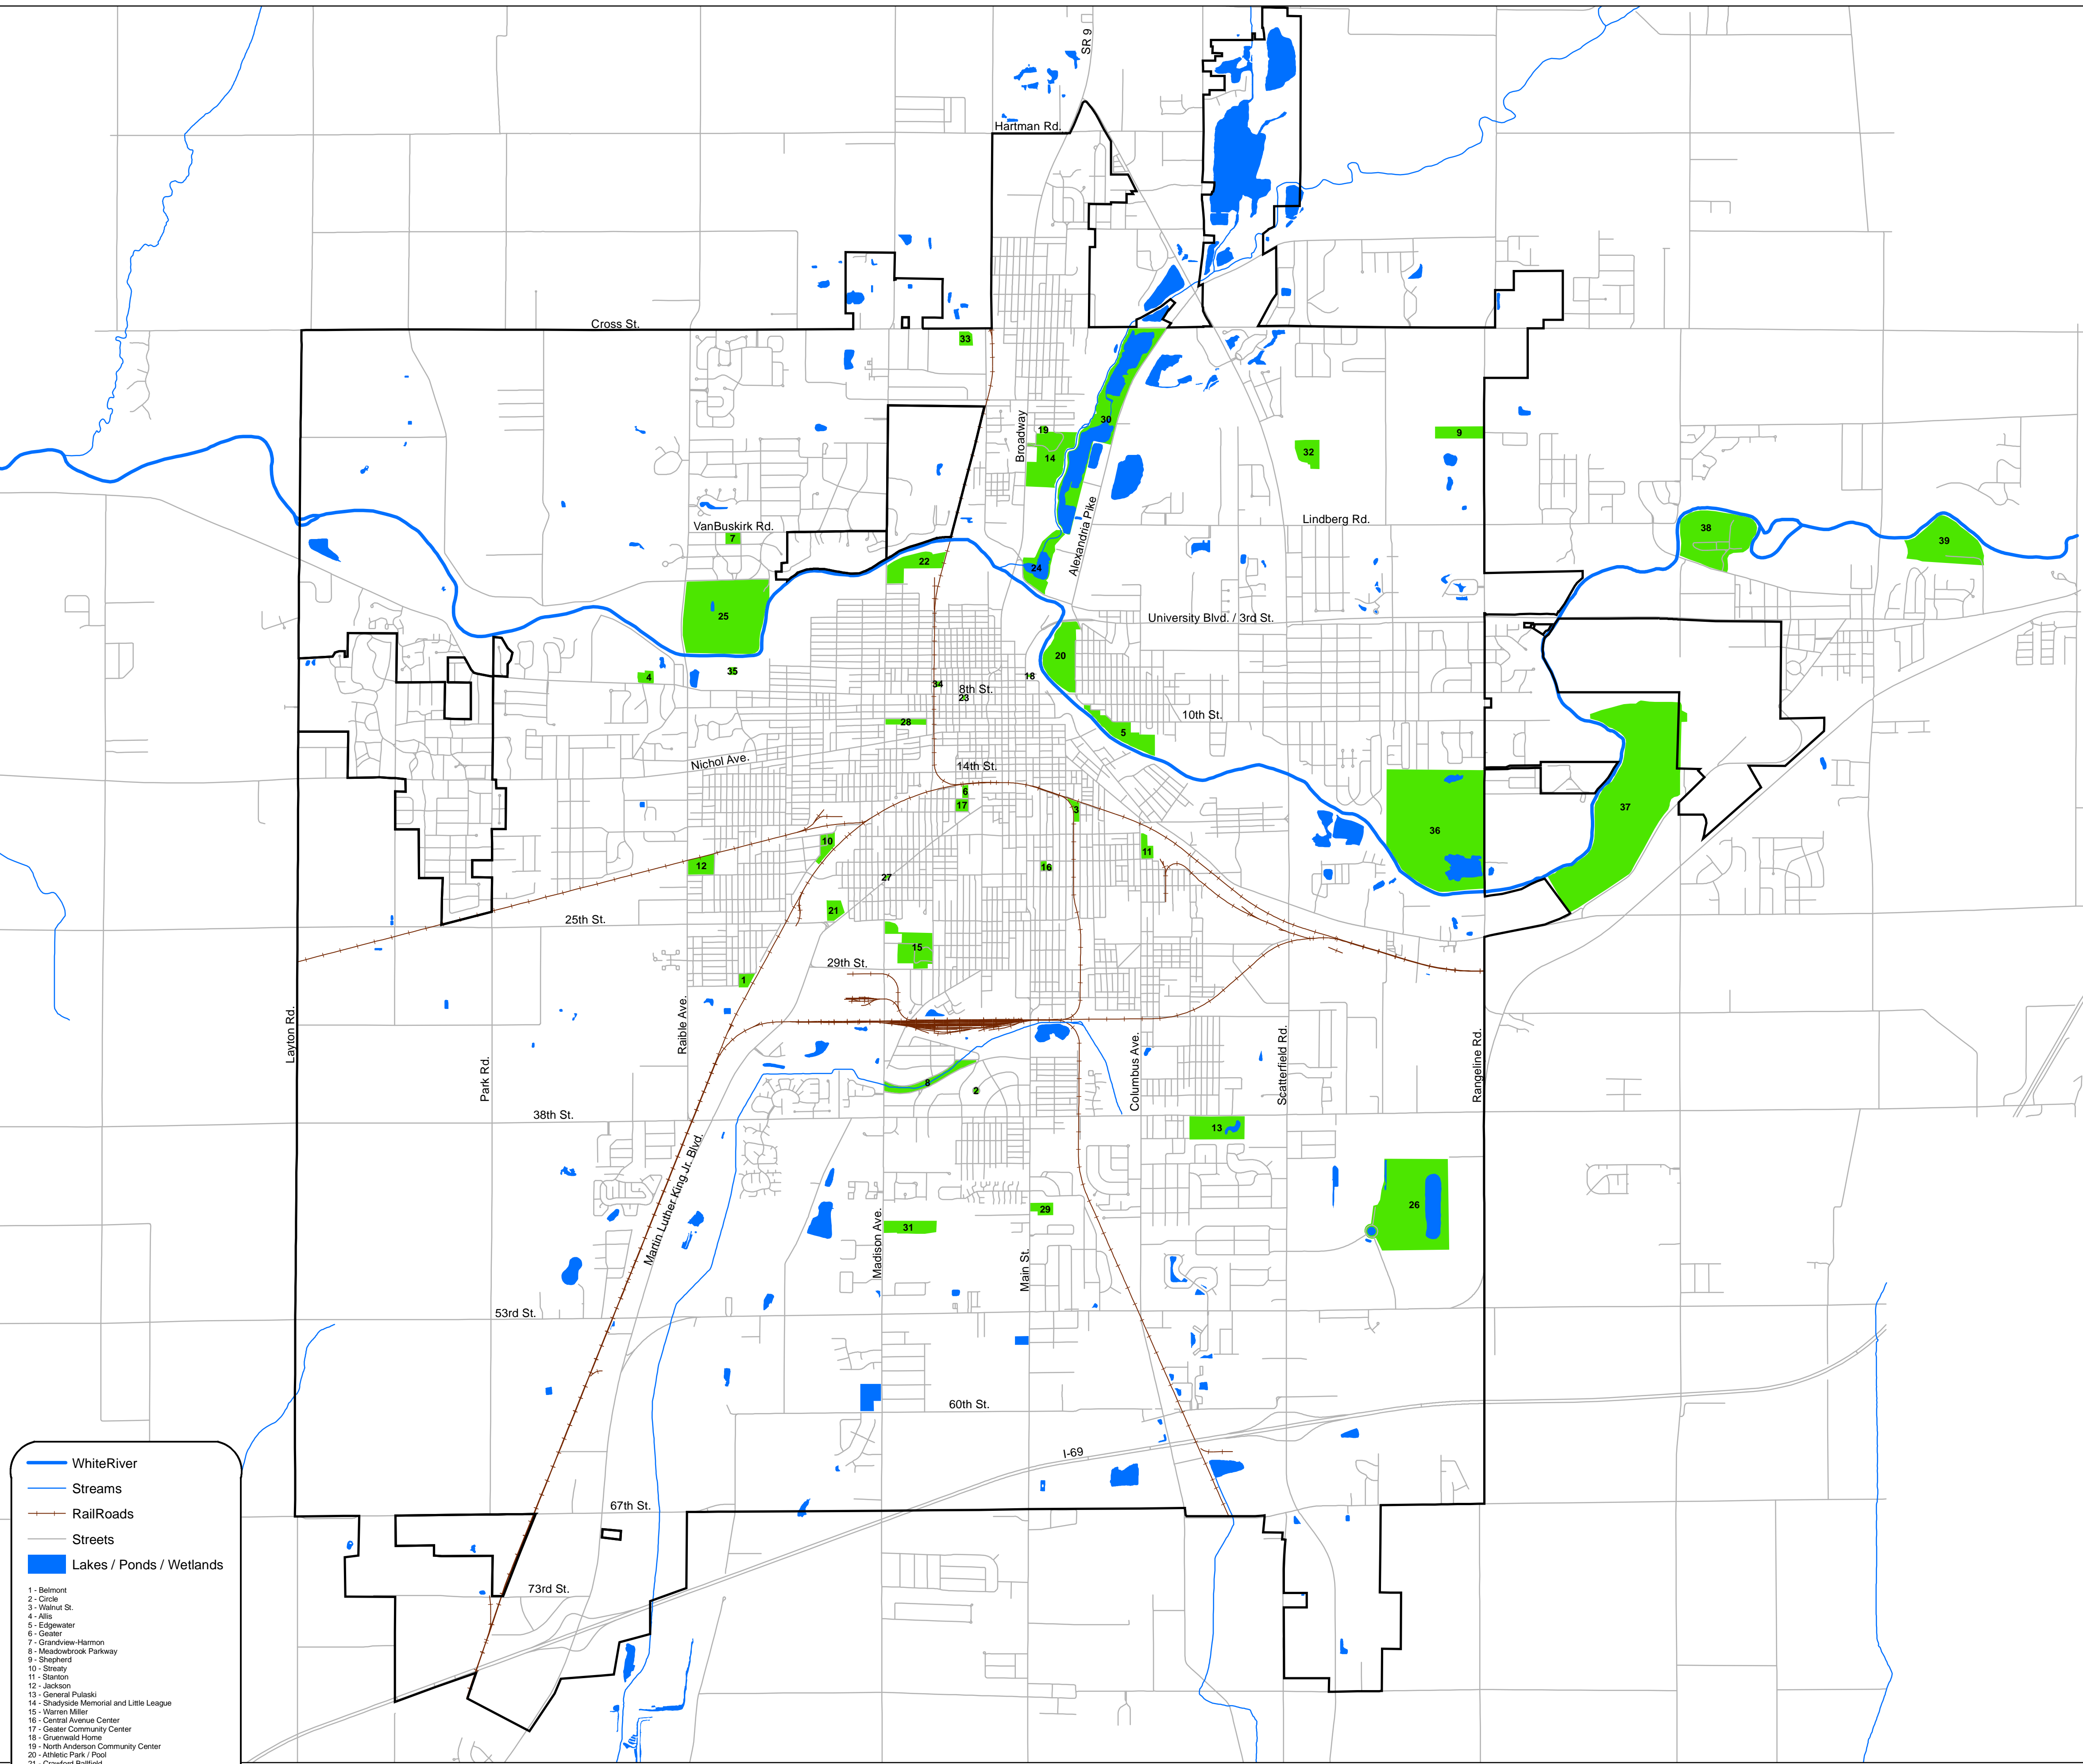 SR 9
Hartman Rd.
Cross St.
33
Broadway
30
19
14
9
32
Alexandria Pike
VanBuskirk Rd.
Lindberg Rd.
7
38
39
22
24
25
University Blvd. / 3rd St.
20
35
4
18
34
8th St.
23
10th St.
28
5
Nichol Ave.
14th St.
6
17
3
37
36
10
12
11
16
27
21
25th St.
15
29th St.
1
Layton Rd.
Raible Ave.
Park Rd.
Columbus Ave.
Scatterfield Rd.
Rangeline Rd.
8
2
38th St.
13
Martin Luther King Jr. Blvd.
26
29
31
Madison Ave.
Main St.
53rd St.
60th St.
I-69
67th St.
73rd St.
WhiteRiver
Streams
RailRoads
Streets
Lakes / Ponds / Wetlands
1 - Belmont
2 - Circle
3 - Walnut St.
4 - Allis
5 - Edgewater
6 - Geater
7 - Grandview-Harmon
8 - Meadowbrook Parkway
9 - Shepherd
10 - Streaty
11 - Stanton
12 - Jackson
13 - General Pulaski
14 - Shadyside Memorial and Little League
15 - Warren Miller
16 - Central Avenue Center
17 - Geater Community Center
18 - Gruenwald Home
19 - North Anderson Community Center
20 - Athletic Park / Pool
21 - Crawford Ballfield